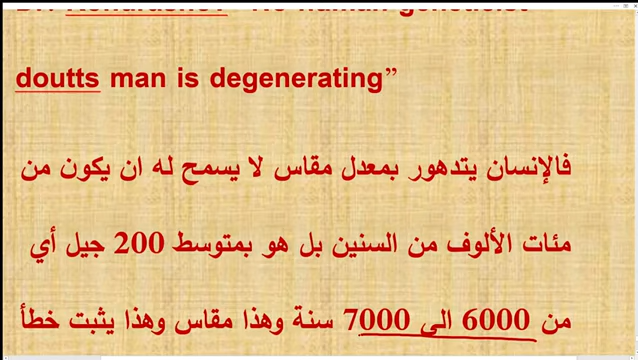 doutts man is degenerating”
فالإنسان يتدهور بمعدل مقاس لا يسمح له ان يكون من
مئات الألوف من السنين بل هو بمتوسط 200 جيل أي
من 6000 الى 7000 سنة وهذا مقاس وهذا يثبت خطأ